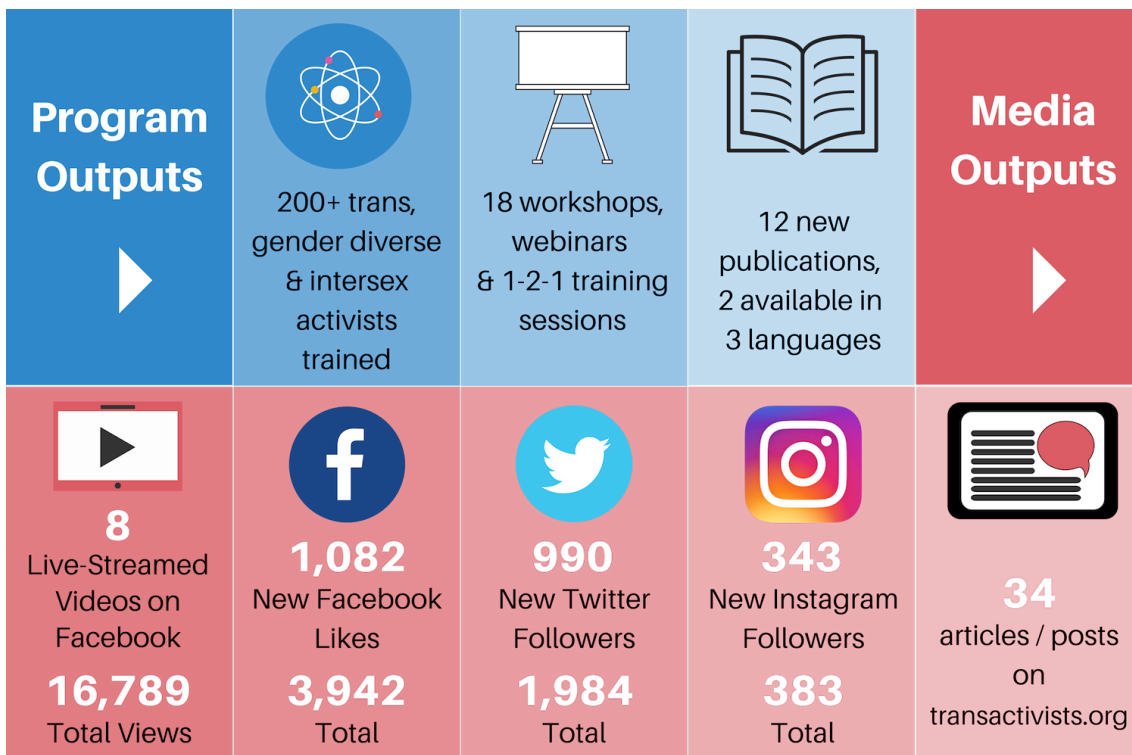 Program
Outputs
200+ trans,
gender diverse
& intersex
activists
trained
18 workshops,
webinars
& 1-2-1 training
sessions
12 new
publications,
2 available in
3 languages
Media
Outputs
8
Live-Streamed
Videos on
Facebook
16,789
Total Views
1,082
New Facebook
Likes
3,942
Total
990
New Twitter
Followers
1,984
Total
343
New Instagram
Followers
383
Total
34
articles / posts
on
transactivists.org